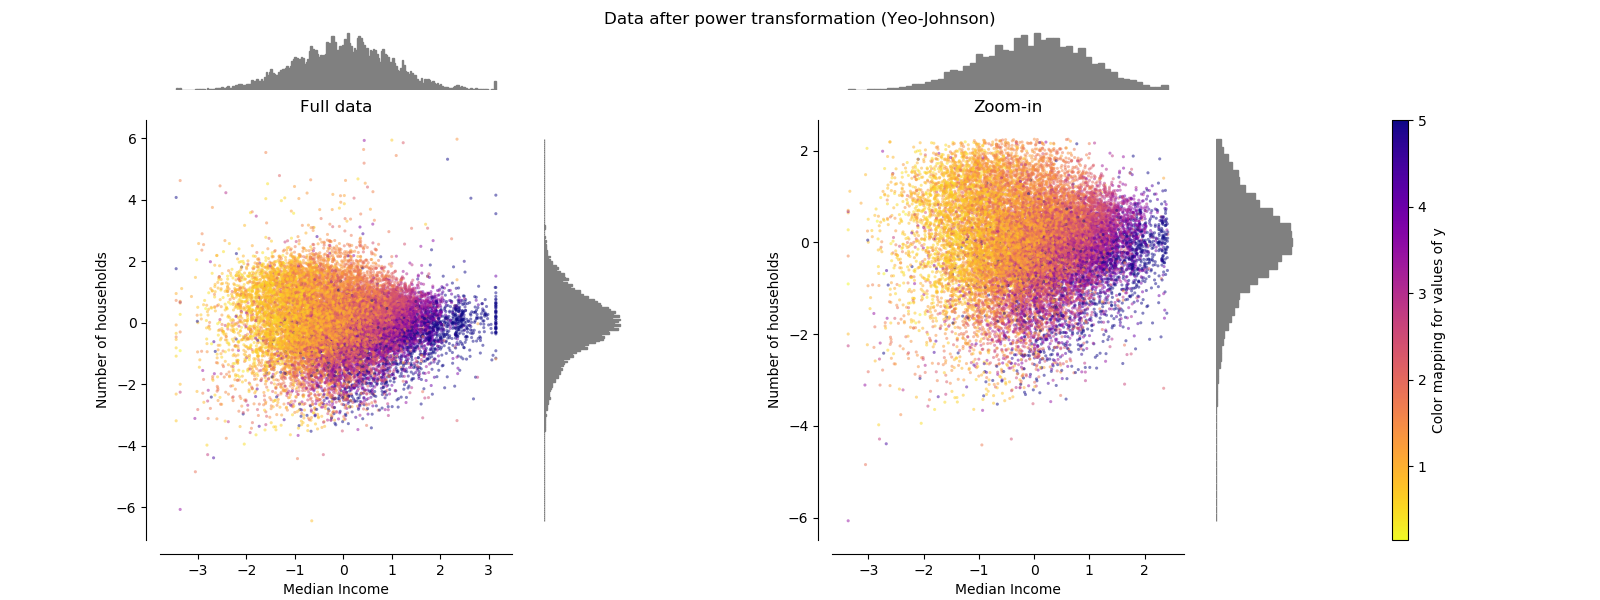 Data after power transformation (Yeo-Johnson)
Full data
Number of households
6
4
2
0
−2
−4
−6
−3 −2 −1 0 1 2 3
Median Income
Zoom-in
Number of households
2
0
−2
−4
−6
−3 −2 −1 0 1 2
Median Income
5
4
3
2
1
Color mapping for values of y